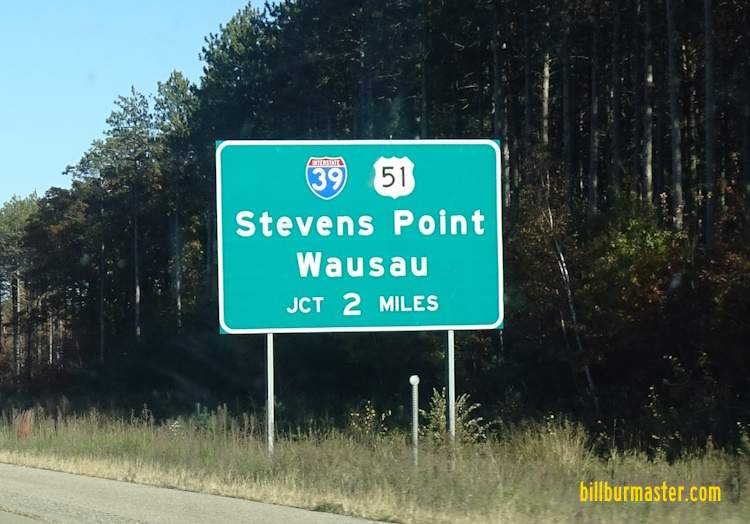 INTERSTATE
39 51
Stevens Point
Wausau
JCT 2 MILES
billburmaster.com